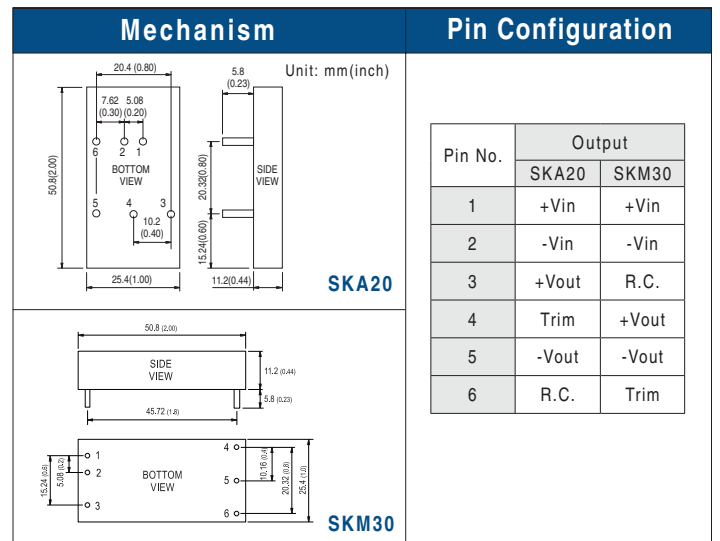 Mechanism
Pin Configuration
Unit: mm(inch)
20.4 (0.80)
5.8
(0.23)
7.62 5.08
(0.30) (0.20)
6 2 1
BOTTOM
VIEW
SIDE
VIEW
50.8(2.00)
20.32(0.80)
5 4 3
10.2
(0.40)
15.24(0.60)
25.4(1.00)
11.2(0.44)
SKA20
50.8 (2.00)
SIDE
VIEW
11.2 (0.44)
5.8 (0.23)
45.72 (1.8)
1
2
3
4
5
6
BOTTOM
VIEW
15.24 (0.6)
5.08 (0.2)
10.16 (0.4)
20.32 (0.8)
25.4 (1.0)
SKM30
Pin No. Output
SKA20 SKM30
1 +Vin +Vin
2 -Vin -Vin
3 +Vout R.C.
4 Trim +Vout
5 -Vout -Vout
6 R.C. Trim